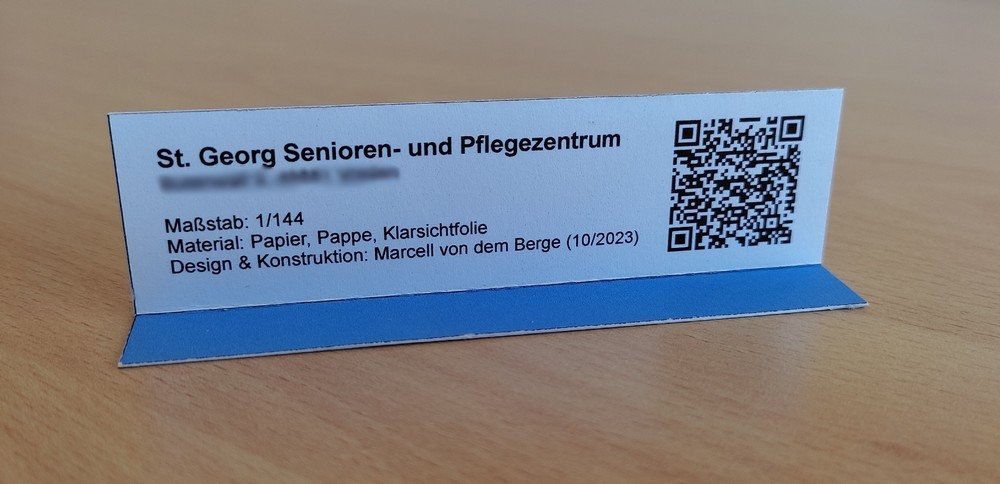 St. Georg Senioren- und Pflegezentrum
Maßstab: 1/144
Material: Papier, Pappe, Klarsichtfolie
Design & Konstruktion: Marcell von dem Berge (10/2023)